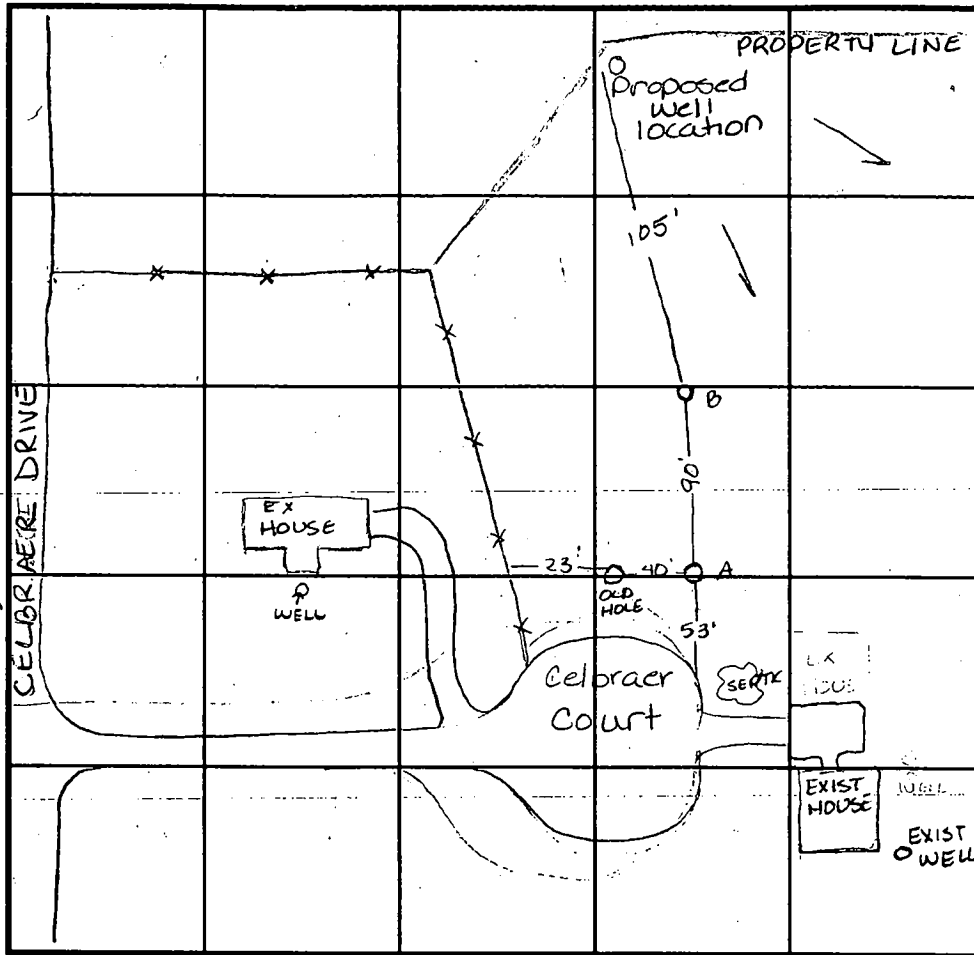 PROPERTY LINE
Proposed
well
location
105'
B
90'
CELBRAERE DRIVE
EX
HOUSE
WELL
23'
40'
A
OLD
HOLE
53'
Celbraer
Court
SEPTIC
EXIST
HOUSE
WELL
EXIST
WELL